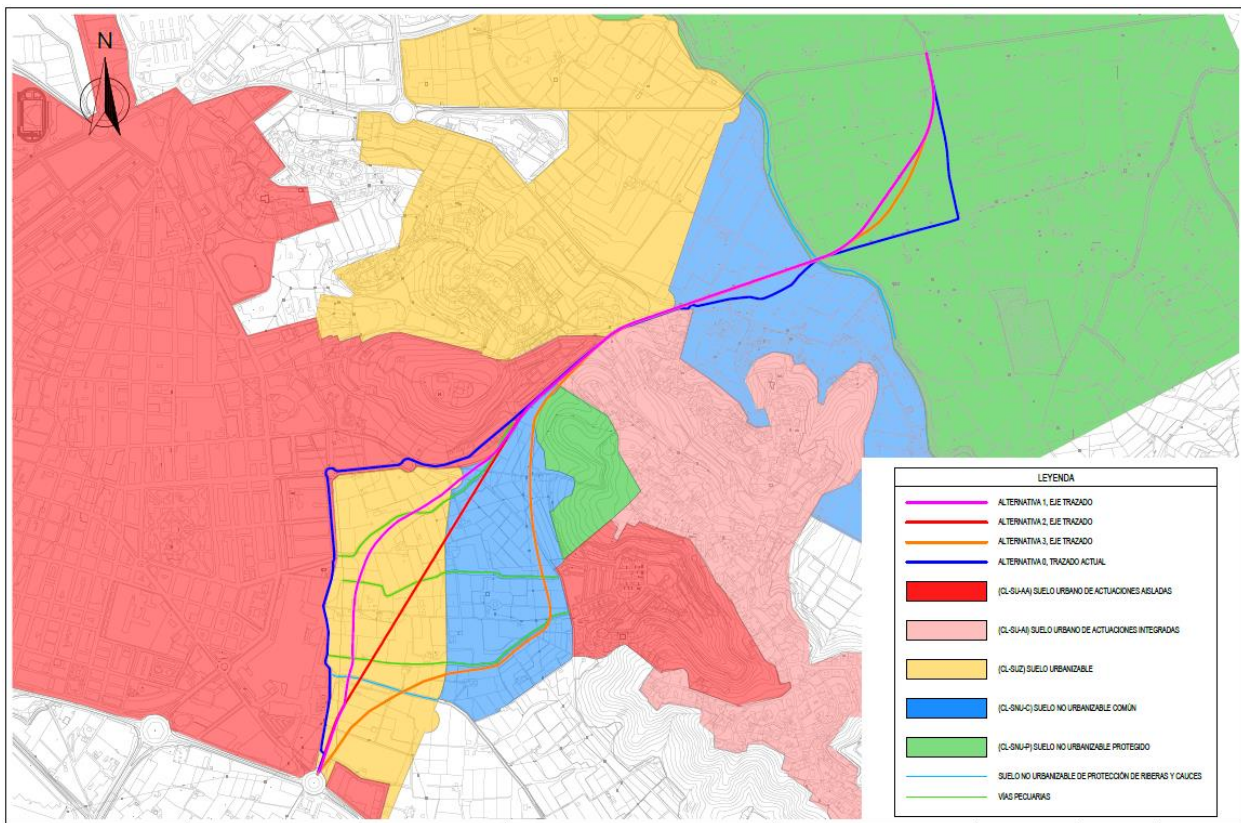 N
LEYENDA
ALTERNATIVA 1, EJE TRAZADO
ALTERNATIVA 2, EJE TRAZADO
ALTERNATIVA 3, EJE TRAZADO
ALTERNATIVA 0, TRAZADO ACTUAL
(CL-SU-AA) SUELO URBANO DE ACTUACIONES AISLADAS
(CL-SU-AI) SUELO URBANO DE ACTUACIONES INTEGRADAS
(CL-SUZ) SUELO URBANIZABLE
(CL-SNU-C) SUELO NO URBANIZABLE COMÚN
(CL-SNU-P) SUELO NO URBANIZABLE PROTEGIDO
SUELO NO URBANIZABLE DE PROTECCIÓN DE RIBERAS Y CAUCES
VÍAS PECUARIAS